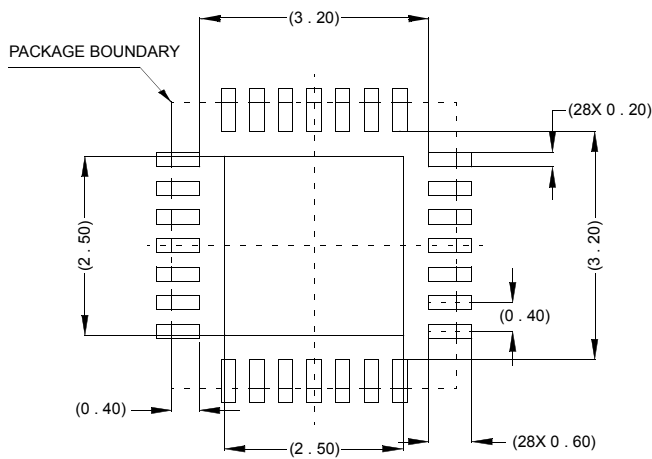 (3 . 20)
PACKAGE BOUNDARY
(28X 0 . 20)
(2 . 50)
(3 . 20)
(0 . 40)
(0 . 40)
(2 . 50)
(28X 0 . 60)